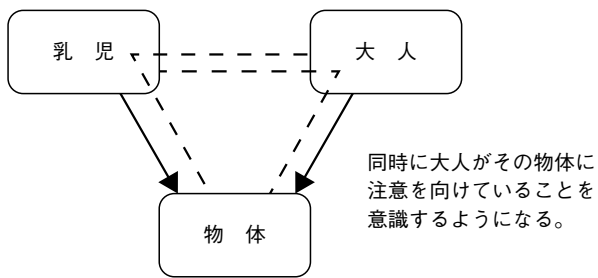 乳 児
大 人
同時に大人がその物体に
注意を向けていることを
意識するようになる。
物 体